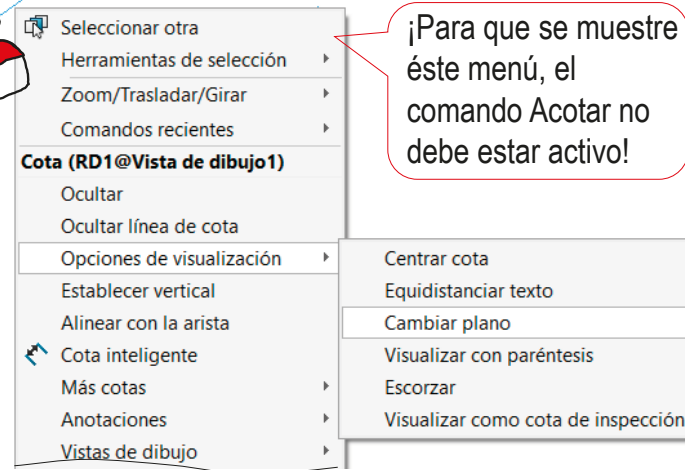 Seleccionar otra
Herramientas de selección
Zoom/Trasladar/Girar
Comandos recientes
Cota (RD1@Vista de dibujo1)
Ocultar
Ocultar línea de cota
Opciones de visualización
Establecer vertical
Alinear con la arista
Cota inteligente
Más cotas
Anotaciones
Vistas de dibujo
¡Para que se muestre
éste menú, el
comando Acotar no
debe estar activo!
Centrar cota
Equidistanciar texto
Cambiar plano
Visualizar con paréntesis
Escorzar
Visualizar como cota de inspección